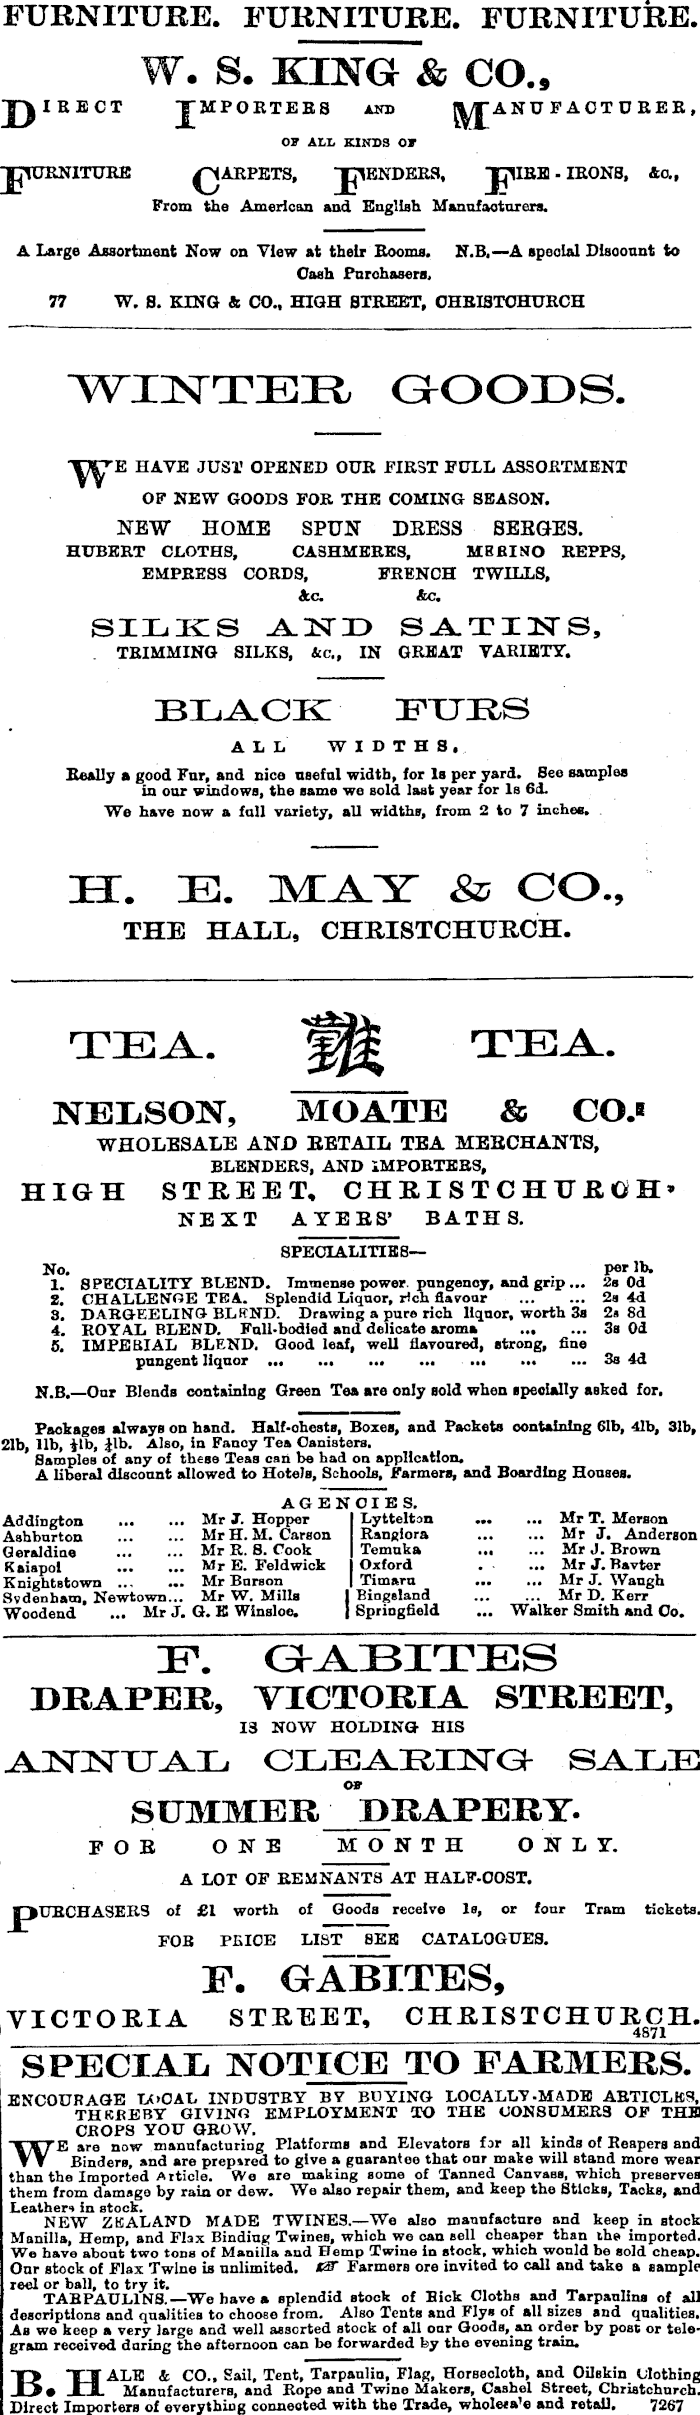 FURNITURE. FURNITURE. FURNITURE.
W. S. KING & CO.,
DIRECT IMPORTERS AND MANUFACTURER,
OF ALL KINDS OF
FURNITURE CARPETS, FENDERS, FIRE-IRONS, &c.,
From the American and English Manufacturers.
A Large Assortment Now on View at their Rooms. N.B.—A special Discount to
Cash Purchasers.
77 W. S. KING & CO., HIGH STREET, CHRISTCHURCH
WINTER GOODS.
WE HAVE JUST OPENED OUR FIRST FULL ASSORTMENT
OF NEW GOODS FOR THE COMING SEASON.
NEW HOME SPUN DRESS SERGES.
HUBERT CLOTHS, CASHMERES, MERINO REPPS,
EMPRESS CORDS, FRENCH TWILLS,
&c. &c.
SILKS AND SATINS,
TRIMMING SILKS, &c., IN GREAT VARIETY.
BLACK FURS
ALL WIDTHS.
Really a good Fur, and nice useful width, for 1s per yard. See samples
in our windows, the same we sold last year for 1s 6d.
We have now a full variety, all widths, from 2 to 7 inches.
H. E. MAY & CO.,
THE HALL, CHRISTCHURCH.
TEA. 難 TEA.
NELSON, MOATE & CO.
WHOLESALE AND RETAIL TEA MERCHANTS,
BLENDERS, AND IMPORTERS,
HIGH STREET, CHRISTCHURCH,
NEXT AYERS' BATHS.
SPECIALITIES—
No. per lb.
1. SPECIALITY BLEND. Immense power, pungency, and grip ... 2s 0d
2. CHALLENGE TEA. Splendid Liquor, rich flavour ... ... 2s 4d
3. DARGEELING BLEND. Drawing a pure rich liquor, worth 3s 2s 8d
4. ROYAL BLEND. Full-bodied and delicate aroma ... ... 3s 0d
5. IMPERIAL BLEND. Good leaf, well flavoured, strong, fine
pungent liquor ... ... ... ... ... ... ... 3s 4d
N.B.—Our Blends containing Green Tea are only sold when specially asked for.
Packages always on hand. Half-chests, Boxes, and Packets containing 6lb, 4lb, 3lb,
2lb, 1lb, ½lb, ¼lb. Also, in Fancy Tea Canisters.
Samples of any of these Teas can be had on application.
A liberal discount allowed to Hotels, Schools, Farmers, and Boarding Houses.
AGENCIES.
Addington ... ... Mr J. Hopper
Ashburton ... ... Mr H. M. Carson
Geraldine ... ... Mr R. S. Cook
Kaiapoi ... ... Mr E. Feldwick
Knightstown ... ... Mr Burson
Sydenham, Newtown... Mr W. Mills
Woodend ... Mr J. G. E Winsloe.
Lyttelton ... ... Mr T. Merson
Rangiora ... ... Mr J. Anderson
Temuka ... ... Mr J. Brown
Oxford ... Mr J. Baxter
Timaru ... ... Mr J. Waugh
Bingsland ... ... Mr D. Kerr
Springfield ... Walker Smith and Co.
F. GABITES
DRAPER, VICTORIA STREET,
IS NOW HOLDING HIS
ANNUAL CLEARING SALE
OF
SUMMER DRAPERY.
FOR ONE MONTH ONLY.
A LOT OF REMNANTS AT HALF-COST.
PURCHASERS of £1 worth of Goods receive 1s, or four Tram tickets.
FOR PRICE LIST SEE CATALOGUES.
F. GABITES,
VICTORIA STREET, CHRISTCHURCH.
4871
SPECIAL NOTICE TO FARMERS.
ENCOURAGE LOCAL INDUSTRY BY BUYING LOCALLY-MADE ARTICLES,
THEREBY GIVING EMPLOYMENT TO THE CONSUMERS OF THE
CROPS YOU GROW.
WE are now manufacturing Platforms and Elevators for all kinds of Reapers and
Binders, and are prepared to give a guarantee that our make will stand more wear
than the Imported Article. We are making some of Tanned Canvass, which preserves
them from damage by rain or dew. We also repair them, and keep the Sticks, Tacks, and
Leathers in stock.
NEW ZEALAND MADE TWINES.—We also manufacture and keep in stock
Manilla, Hemp, and Flax Binding Twines, which we can sell cheaper than the imported.
We have about two tons of Manilla and Hemp Twine in stock, which would be sold cheap.
Our stock of Flax Twine is unlimited. ☞ Farmers are invited to call and take a sample
reel or ball, to try it.
TARPAULINS.—We have a splendid stock of Rick Cloths and Tarpaulins of all
descriptions and qualities to choose from. Also Tents and Flys of all sizes and qualities.
As we keep a very large and well assorted stock of all our Goods, an order by post or tele-
gram received during the afternoon can be forwarded by the evening train.
B. HALE & CO., Sail, Tent, Tarpaulin, Flag, Horsecloth, and Oilskin Clothing
Manufacturers, and Rope and Twine Makers, Cashel Street, Christchurch.
Direct Importers of everything connected with the Trade, wholesale and retail. 7267